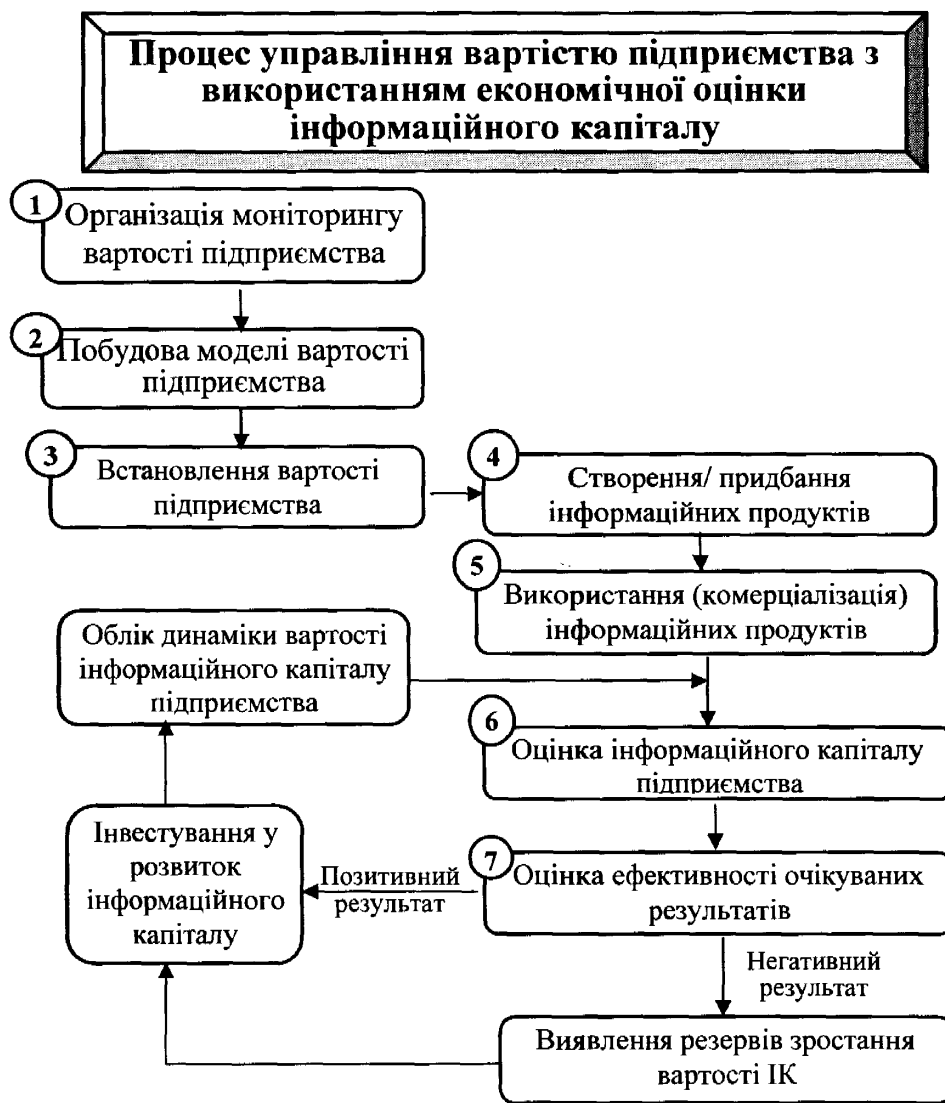 Процес управління вартістю підприємства з
використанням економічної оцінки
інформаційного капіталу
1
Організація моніторингу
вартості підприємства
2
Побудова моделі вартості
підприємства
3
Встановлення вартості
підприємства
4
Створення/ придбання
інформаційних продуктів
5
Використання (комерціалізація)
інформаційних продуктів
Облік динаміки вартості
інформаційного капіталу
підприємства
6
Оцінка інформаційного капіталу
підприємства
Інвестування у
розвиток
інформаційного
капіталу
Позитивний
результат
7
Оцінка ефективності очікуваних
результатів
Негативний
результат
Виявлення резервів зростання
вартості ІК